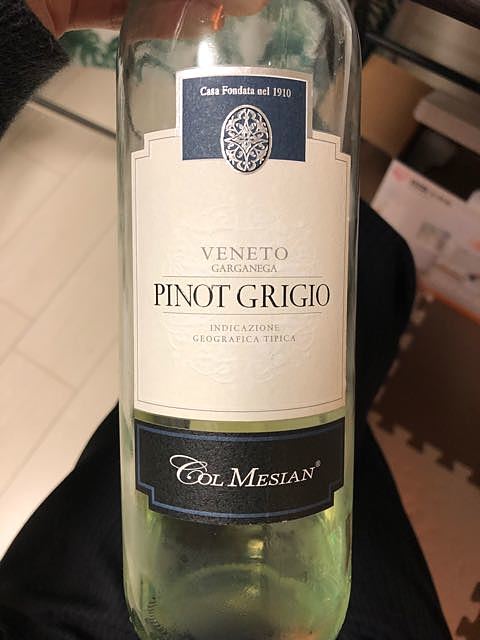 Casa Fondata nel 1910
VENETO
GARGANEGA
PINOT GRIGIO
INDICAZIONE
GEOGRAFICA TIPICA
COL MESIAN®